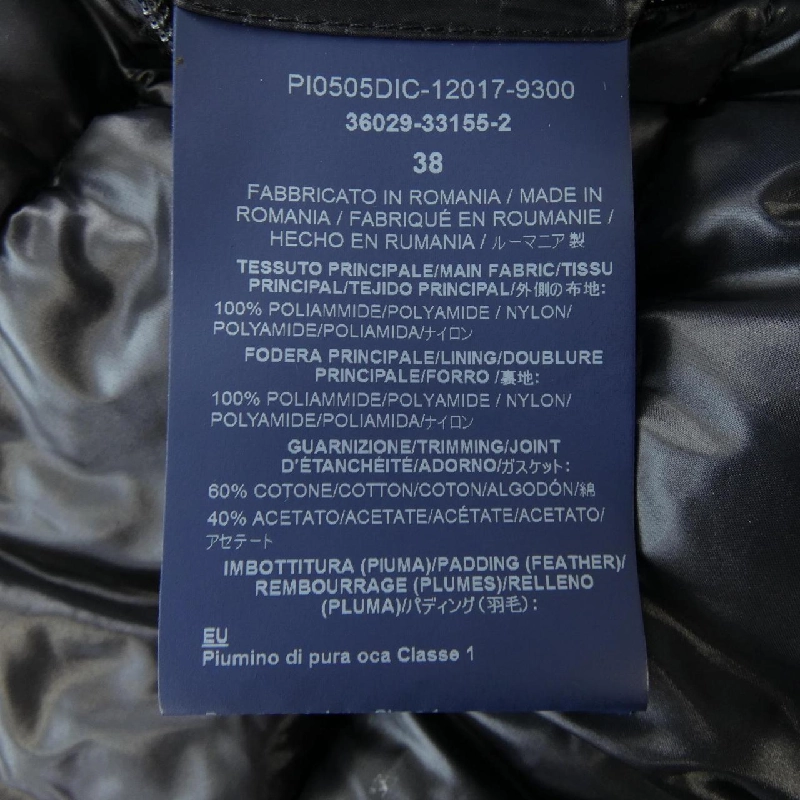 PI0505DIC-12017-9300
36029-33155-2
38
FABBRICATO IN ROMANIA / MADE IN
ROMANIA / FABRIQUÉ EN ROUMANIE /
HECHO EN RUMANIA / ルーマニア製
TESSUTO PRINCIPALE/MAIN FABRIC/TISSU
PRINCIPAL/TEJIDO PRINCIPAL/外側の布地:
100% POLIAMMIDE/POLYAMIDE / NYLON/
POLYAMIDE/POLIAMIDA/ナイロン
FODERA PRINCIPALE/LINING/DOUBLURE
PRINCIPALE/FORRO /裏地:
100% POLIAMMIDE/POLYAMIDE / NYLON/
POLYAMIDE/POLIAMIDA/ナイロン
GUARNIZIONE/TRIMMING/JOINT
D'ÉTANCHÉITÉ/ADORNO/ガスケット:
60% COTONE/COTTON/COTON/ALGODÓN/綿
40% ACETATO/ACETATE/ACÉTATE/ACETATO/
アセテート
IMBOTTITURA (PIUMA)/PADDING (FEATHER)/
REMBOURRAGE (PLUMES)/RELLENO
(PLUMA)/パディング(羽毛):
EU
Piumino di pura oca Classe 1